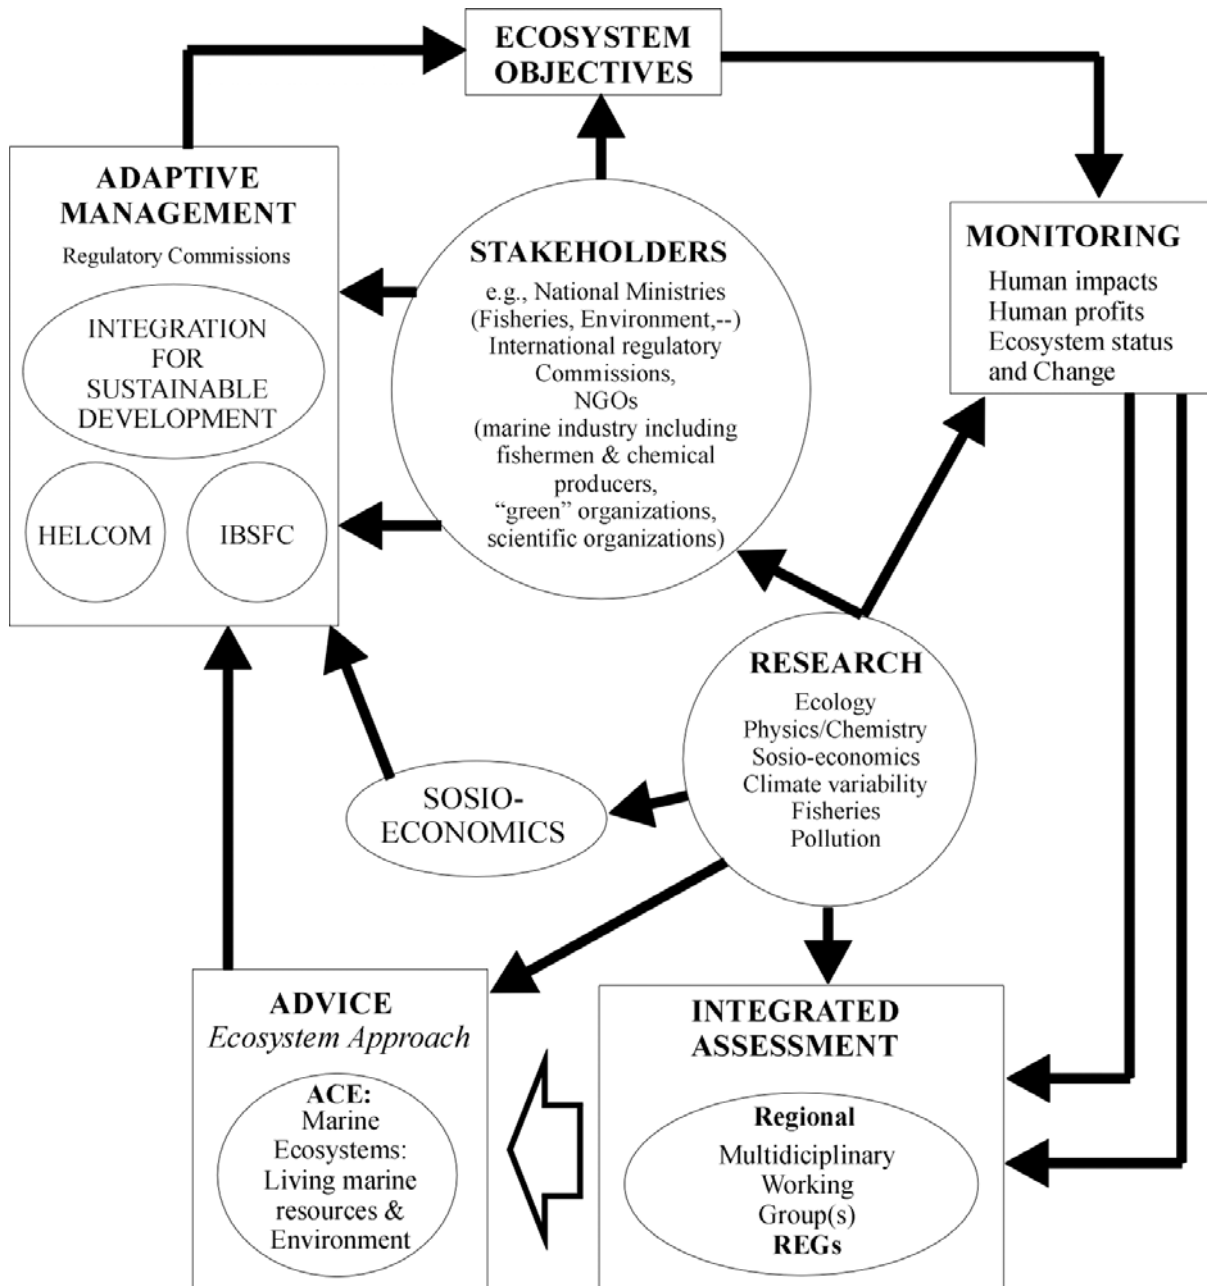 ECOSYSTEM
OBJECTIVES
ADAPTIVE
MANAGEMENT
Regulatory Commissions
INTEGRATION
FOR
SUSTAINABLE
DEVELOPMENT
HELCOM
IBSFC
STAKEHOLDERS
e.g., National Ministries
(Fisheries, Environment,--)
International regulatory
Commissions,
NGOs
(marine industry including
fishermen & chemical
producers,
“green” organizations,
scientific organizations)
MONITORING
Human impacts
Human profits
Ecosystem status
and Change
RESEARCH
Ecology
Physics/Chemistry
Sosio-economics
Climate variability
Fisheries
Pollution
SOSIO-
ECONOMICS
ADVICE
Ecosystem Approach
ACE:
Marine
Ecosystems:
Living marine
resources &
Environment
INTEGRATED
ASSESSMENT
Regional
Multidiciplinary
Working
Group(s)
REGs